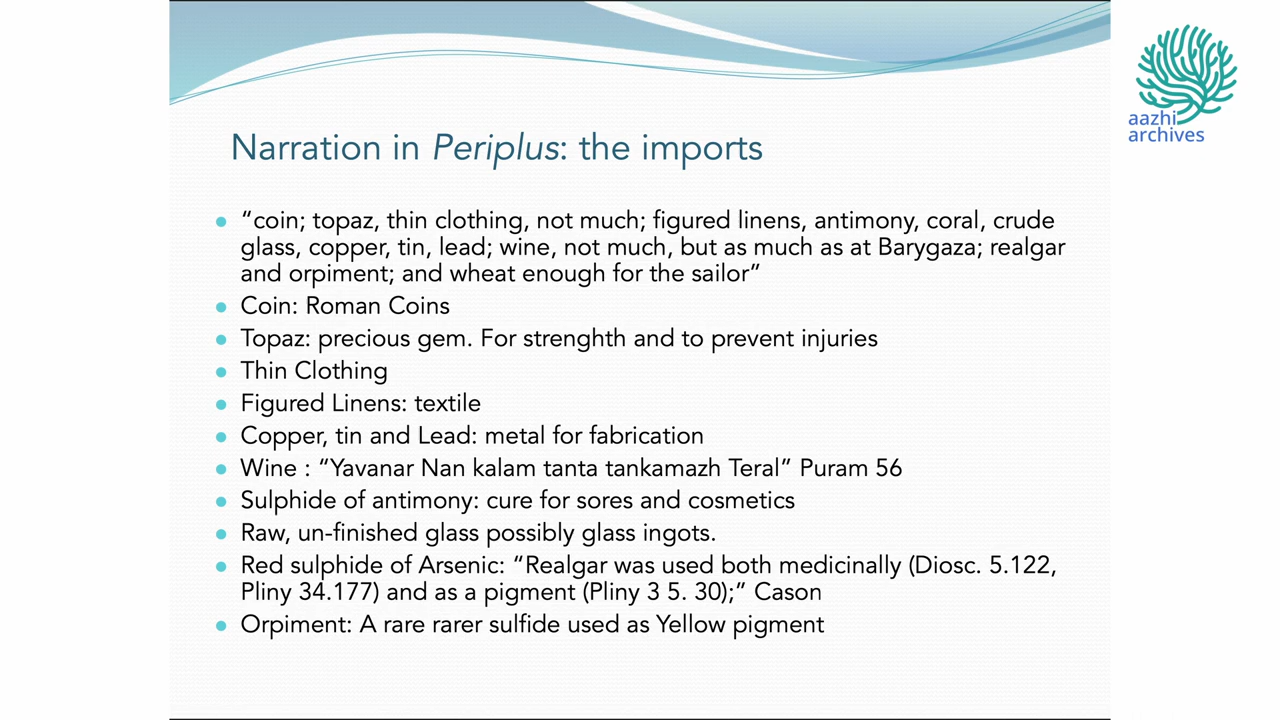 aazhi
archives
Narration in Periplus: the imports
“coin; topaz, thin clothing, not much; figured linens, antimony, coral, crude
glass, copper, tin, lead; wine, not much, but as much as at Barygaza; realgar
and orpiment; and wheat enough for the sailor”
Coin: Roman Coins
Topaz: precious gem. For strenghth and to prevent injuries
Thin Clothing
Figured Linens: textile
Copper, tin and Lead: metal for fabrication
Wine : “Yavanar Nan kalam tanta tankamazh Teral” Puram 56
Sulphide of antimony: cure for sores and cosmetics
Raw, un-finished glass possibly glass ingots.
Red sulphide of Arsenic: “Realgar was used both medicinally (Diosc. 5.122,
Pliny 34.177) and as a pigment (Pliny 3 5. 30);” Cason
Orpiment: A rare rarer sulfide used as Yellow pigment